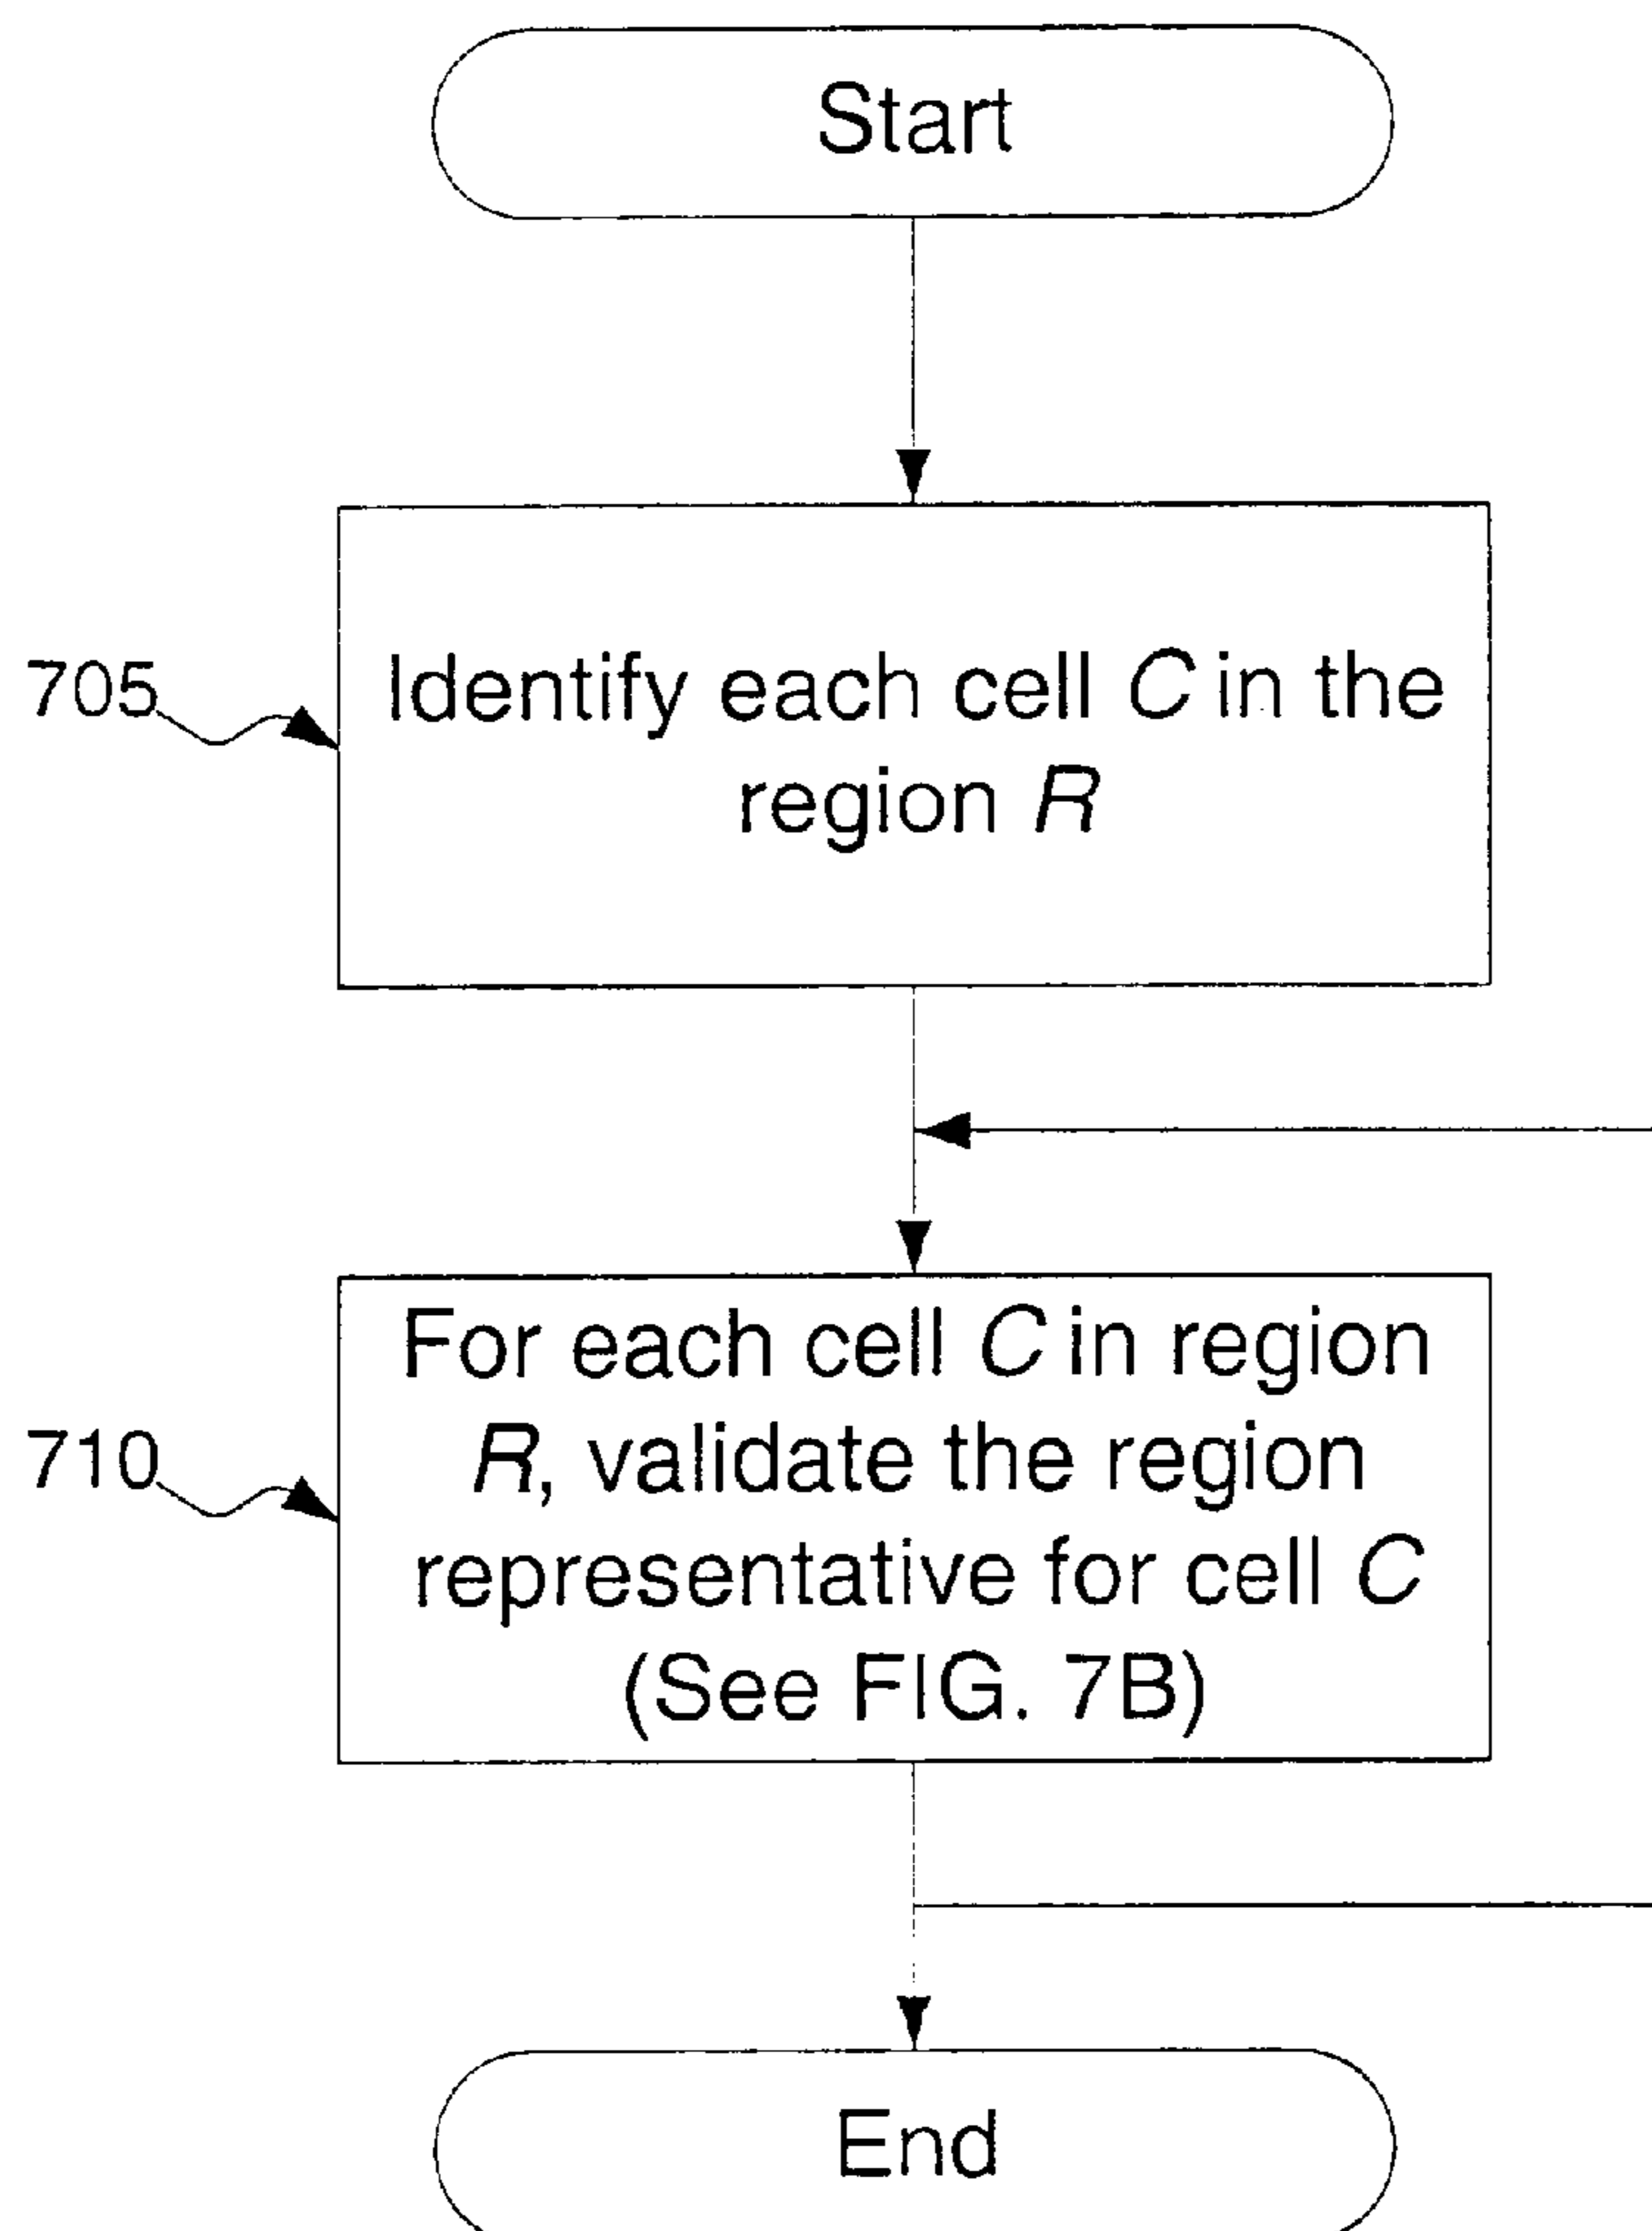 Start
705
Identify each cell C in the
region R
710
For each cell C in region
R, validate the region
representative for cell C
(See FIG. 7B)
End